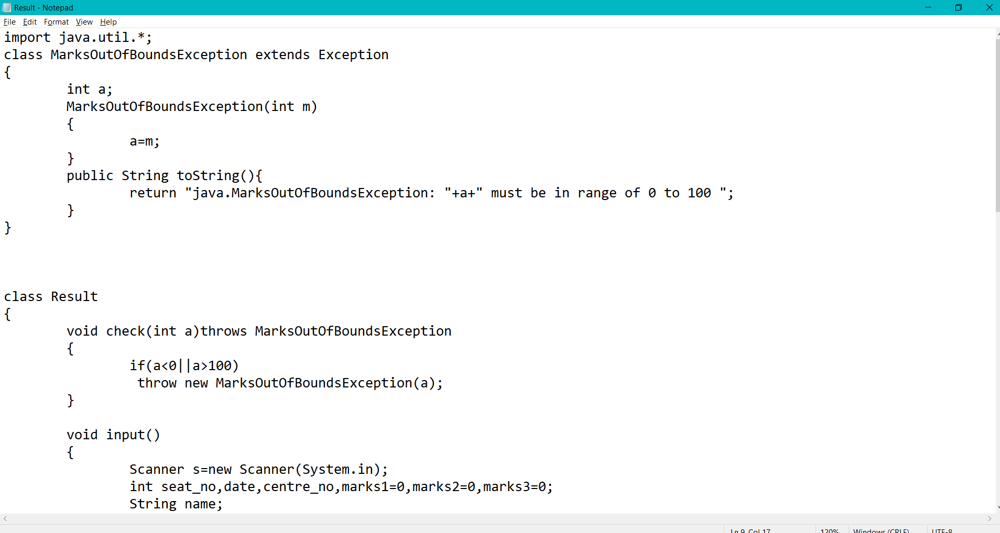 Result - Notepad
File Edit Format View Help
import java.util.*;
class MarksOutOfBoundsException extends Exception
{
        int a;
        MarksOutOfBoundsException(int m)
        {
                a=m;
        }
        public String toString(){
                return "java.MarksOutOfBoundsException: "+a+" must be in range of 0 to 100 ";
        }
}
class Result
{
        void check(int a)throws MarksOutOfBoundsException
        {
                if(a<0||a>100)
                 throw new MarksOutOfBoundsException(a);
        }
        void input()
        {
                Scanner s=new Scanner(System.in);
                int seat_no,date,centre_no,marks1=0,marks2=0,marks3=0;
                String name;
Ln 9, Col 17 120% Windows (CRLF) UTF-8